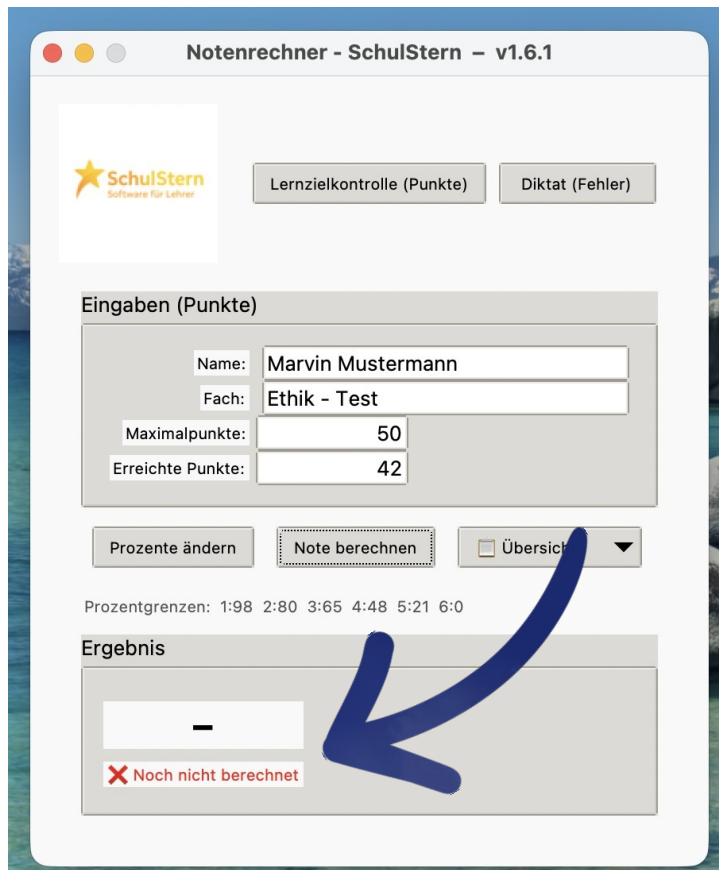 Notenrechner - SchulStern – v1.6.1
SchulStern
Software für Lehrer
Lernzielkontrolle (Punkte)
Diktat (Fehler)
Eingaben (Punkte)
Name: Marvin Mustermann
Fach: Ethik - Test
Maximalpunkte: 50
Erreichte Punkte: 42
Prozente ändern
Note berechnen
Prozentgrenzen: 1:98 2:80 3:65 4:48 5:21 6:0
Ergebnis
–
❌ Noch nicht berechnet